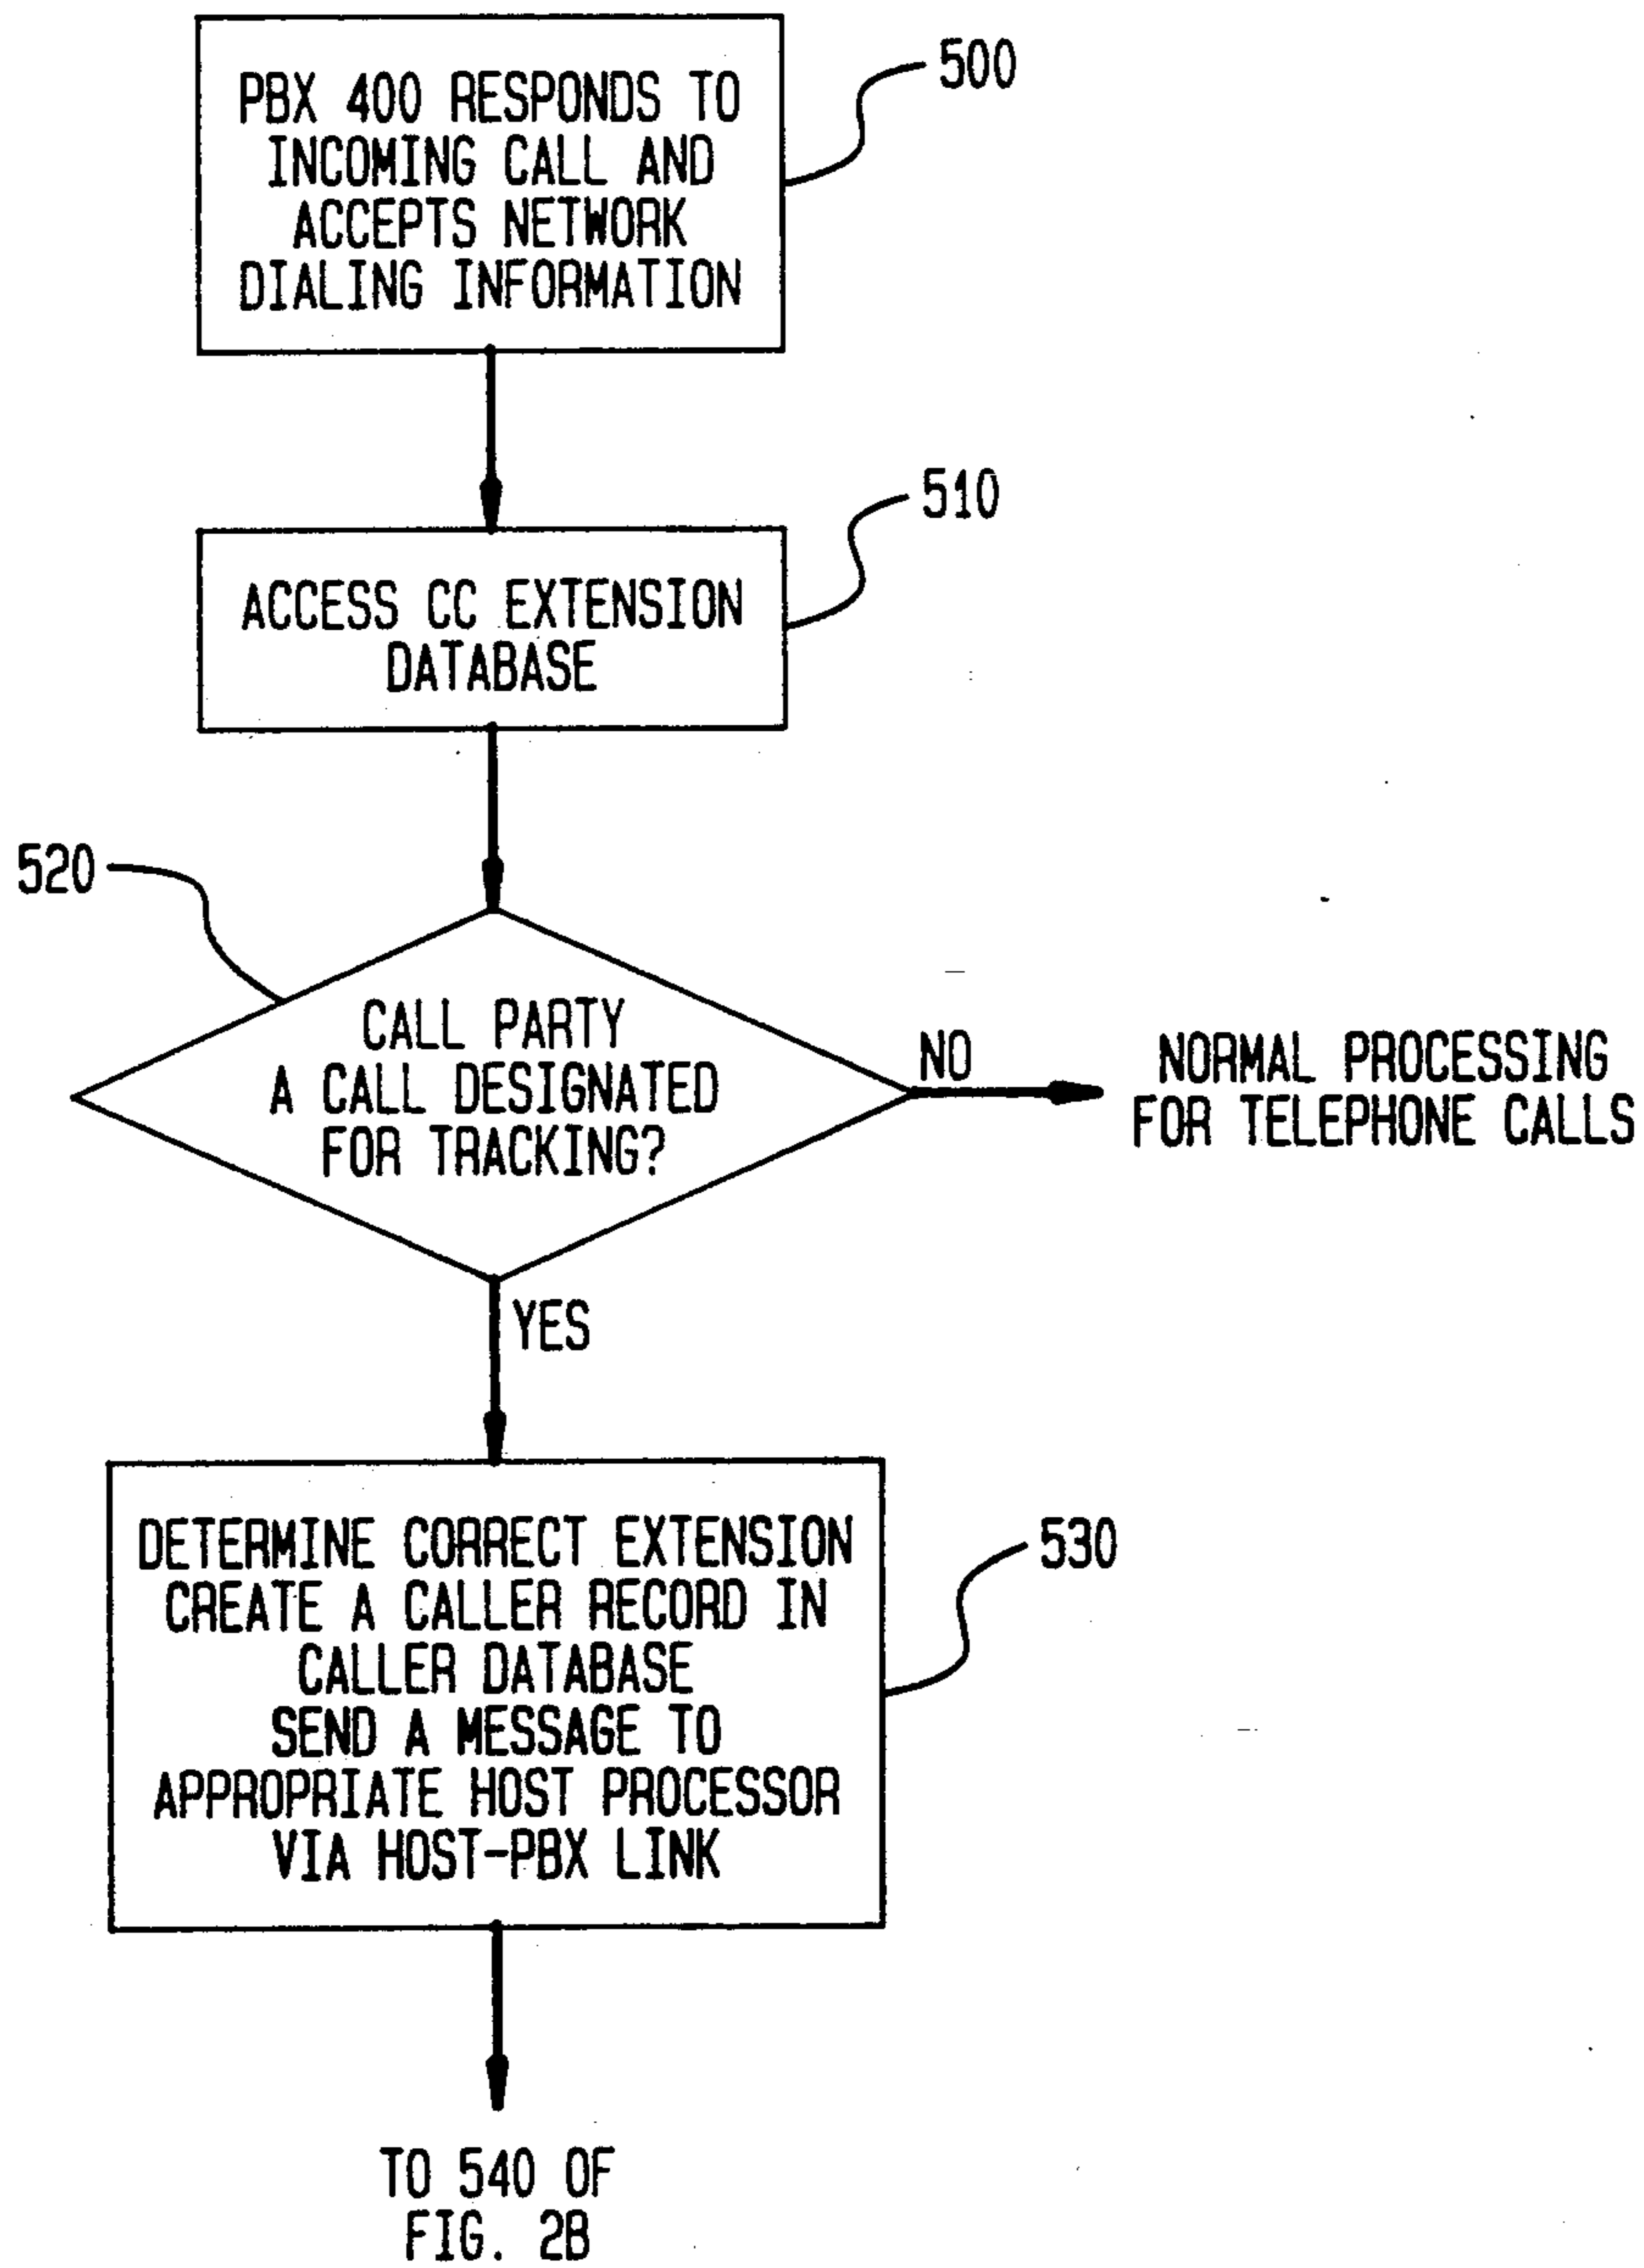 PBX 400 RESPONDS TO
INCOMING CALL AND
ACCEPTS NETWORK
DIALING INFORMATION
500
ACCESS CC EXTENSION
DATABASE
510
520
CALL PARTY
A CALL DESIGNATED
FOR TRACKING?
NO
NORMAL PROCESSING
FOR TELEPHONE CALLS
YES
DETERMINE CORRECT EXTENSION
CREATE A CALLER RECORD IN
CALLER DATABASE
SEND A MESSAGE TO
APPROPRIATE HOST PROCESSOR
VIA HOST-PBX LINK
530
TO 540 OF
FIG. 2B